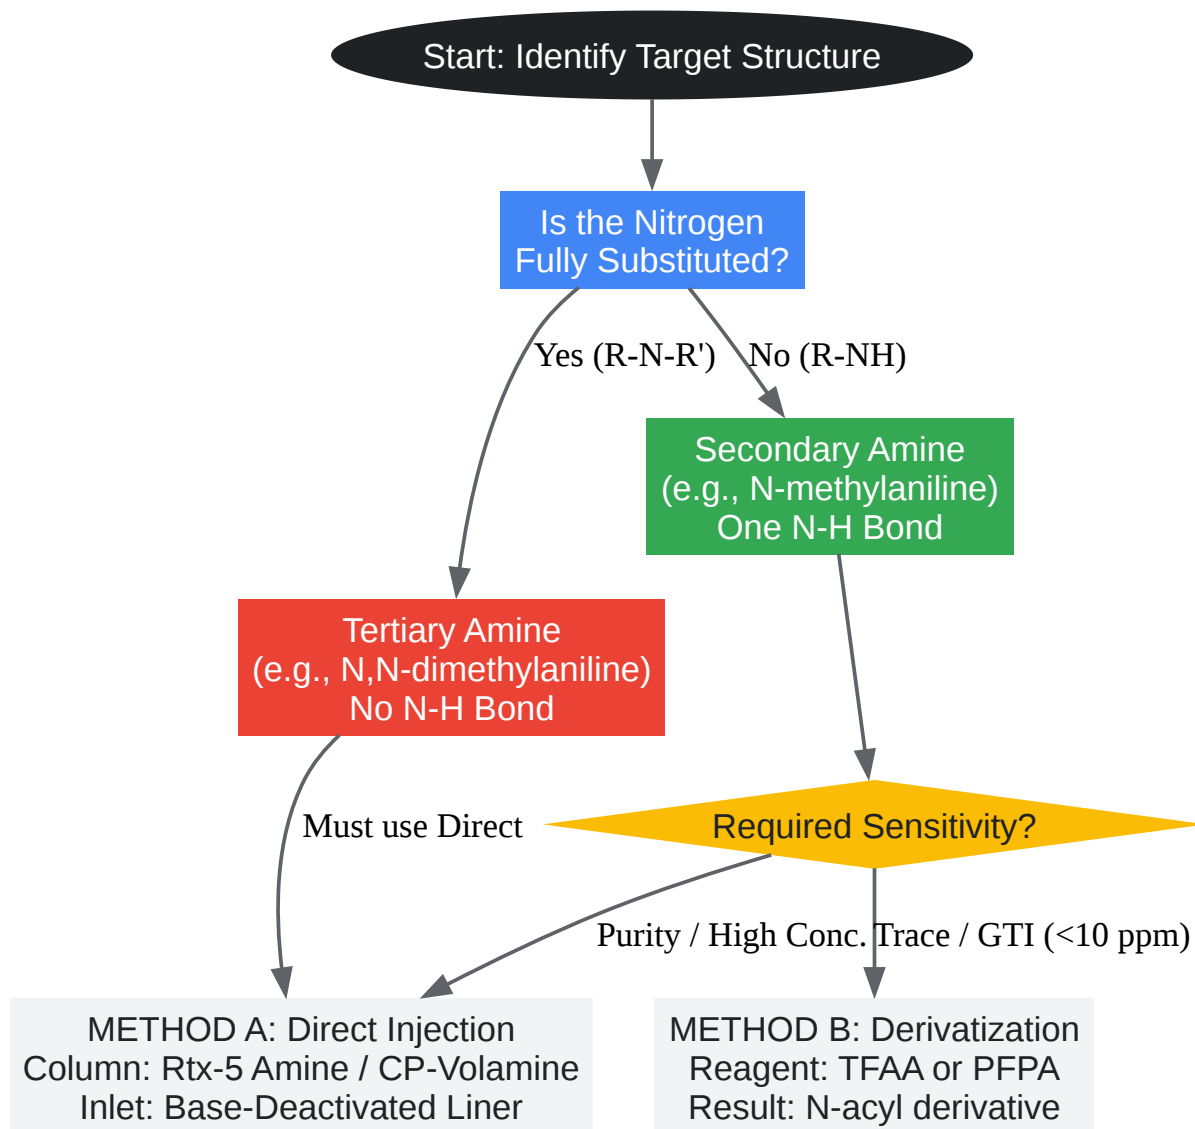 Start: Identify Target Structure
Is the Nitrogen
Fully Substituted?
Yes (R-N-R')
No (R-NH)
Secondary Amine
(e.g., N-methylaniline)
One N-H Bond
Tertiary Amine
(e.g., N,N-dimethylaniline)
No N-H Bond
Must use Direct
Required Sensitivity?
Purity / High Conc.
Trace / GTI (<10 ppm)
METHOD A: Direct Injection
Column: Rtx-5 Amine / CP-Volamine
Inlet: Base-Deactivated Liner
METHOD B: Derivatization
Reagent: TFAA or PFPA
Result: N-acyl derivative